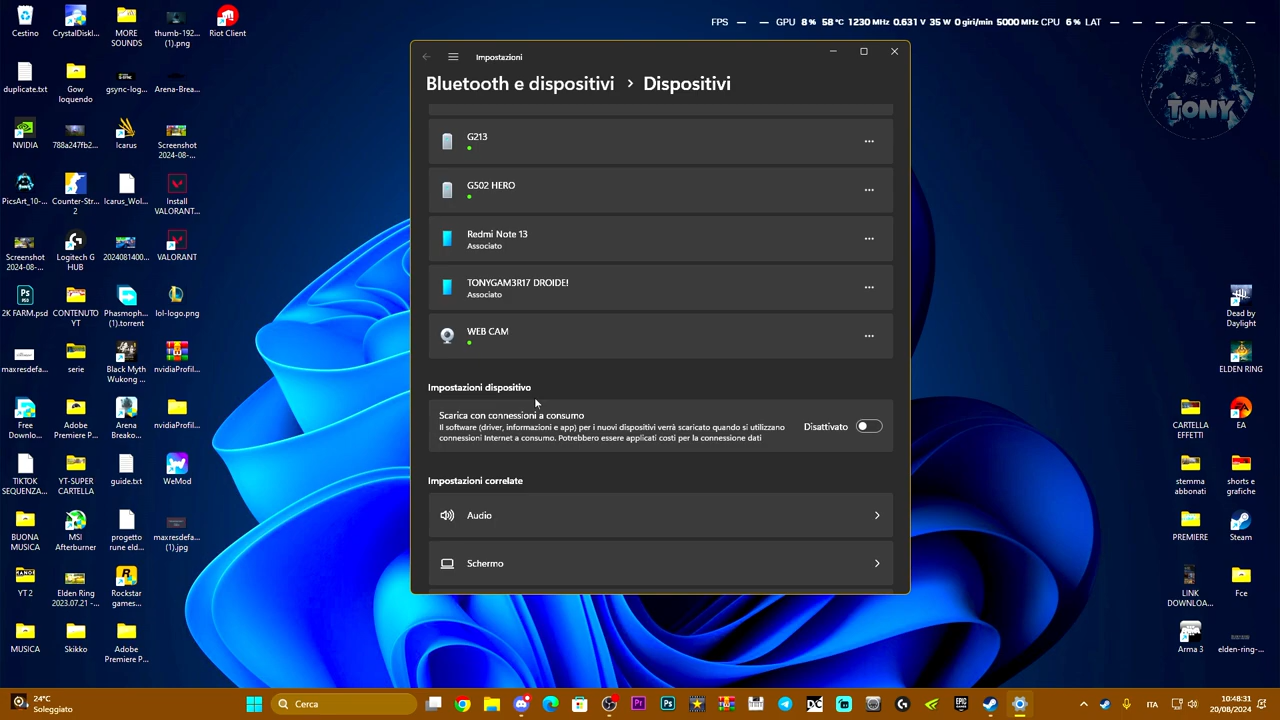 FPS — — GPU 8 % 58 °C 1230 MHz 0.631 V 35 W 0 giri/min 5000 MHz CPU 6 % LAT — — — — — —
TONY
Cestino
CrystalDiskI...
MORE SOUNDS
thumb-192... (1).png
Riot Client
duplicate.txt
Gow loquendo
gsync-log...
Arena-Brea...
NVIDIA
788a247fb2...
Icarus
Screenshot 2024-08-...
PicsArt_10-...
Counter-Str... 2
Icarus_Wol...
Install VALORANT...
Screenshot 2024-08-...
Logitech G HUB
2024081400...
VALORANT
2K FARM.psd
CONTENUTO YT
Phasmoph... (1).torrent
lol-logo.png
maxresdefa...
serie
Black Myth Wukong ...
nvidiaProfil...
Free Downlo...
Adobe Premiere P...
Arena Breako...
nvidiaProfil...
TIKTOK SEQUENZA...
YT-SUPER CARTELLA
guide.txt
WeMod
BUONA MUSICA
MSI Afterburner
progetto rune eld...
maxresdefa... (1).jpg
YT 2
Elden Ring 2023.07.21 -...
Rockstar games...
MUSICA
Skikko
Adobe Premiere P...
Impostazioni
Bluetooth e dispositivi › Dispositivi
G213
G502 HERO
Redmi Note 13
Associato
TONYGAM3R17 DROIDE!
Associato
WEB CAM
Impostazioni dispositivo
Scarica con connessioni a consumo
Il software (driver, informazioni e app) per i nuovi dispositivi verrà scaricato quando si utilizzano
connessioni Internet a consumo. Potrebbero essere applicati costi per la connessione dati
Disattivato
Impostazioni correlate
Audio
Schermo
Dead by Daylight
ELDEN RING
CARTELLA EFFETTI
EA
stemma abbonati
shorts e grafiche
PREMIERE
Steam
LINK DOWNLOA...
Fce
Arma 3
elden-ring-...
24°C
Soleggiato
Cerca
ITA
10:48:31
20/08/2024